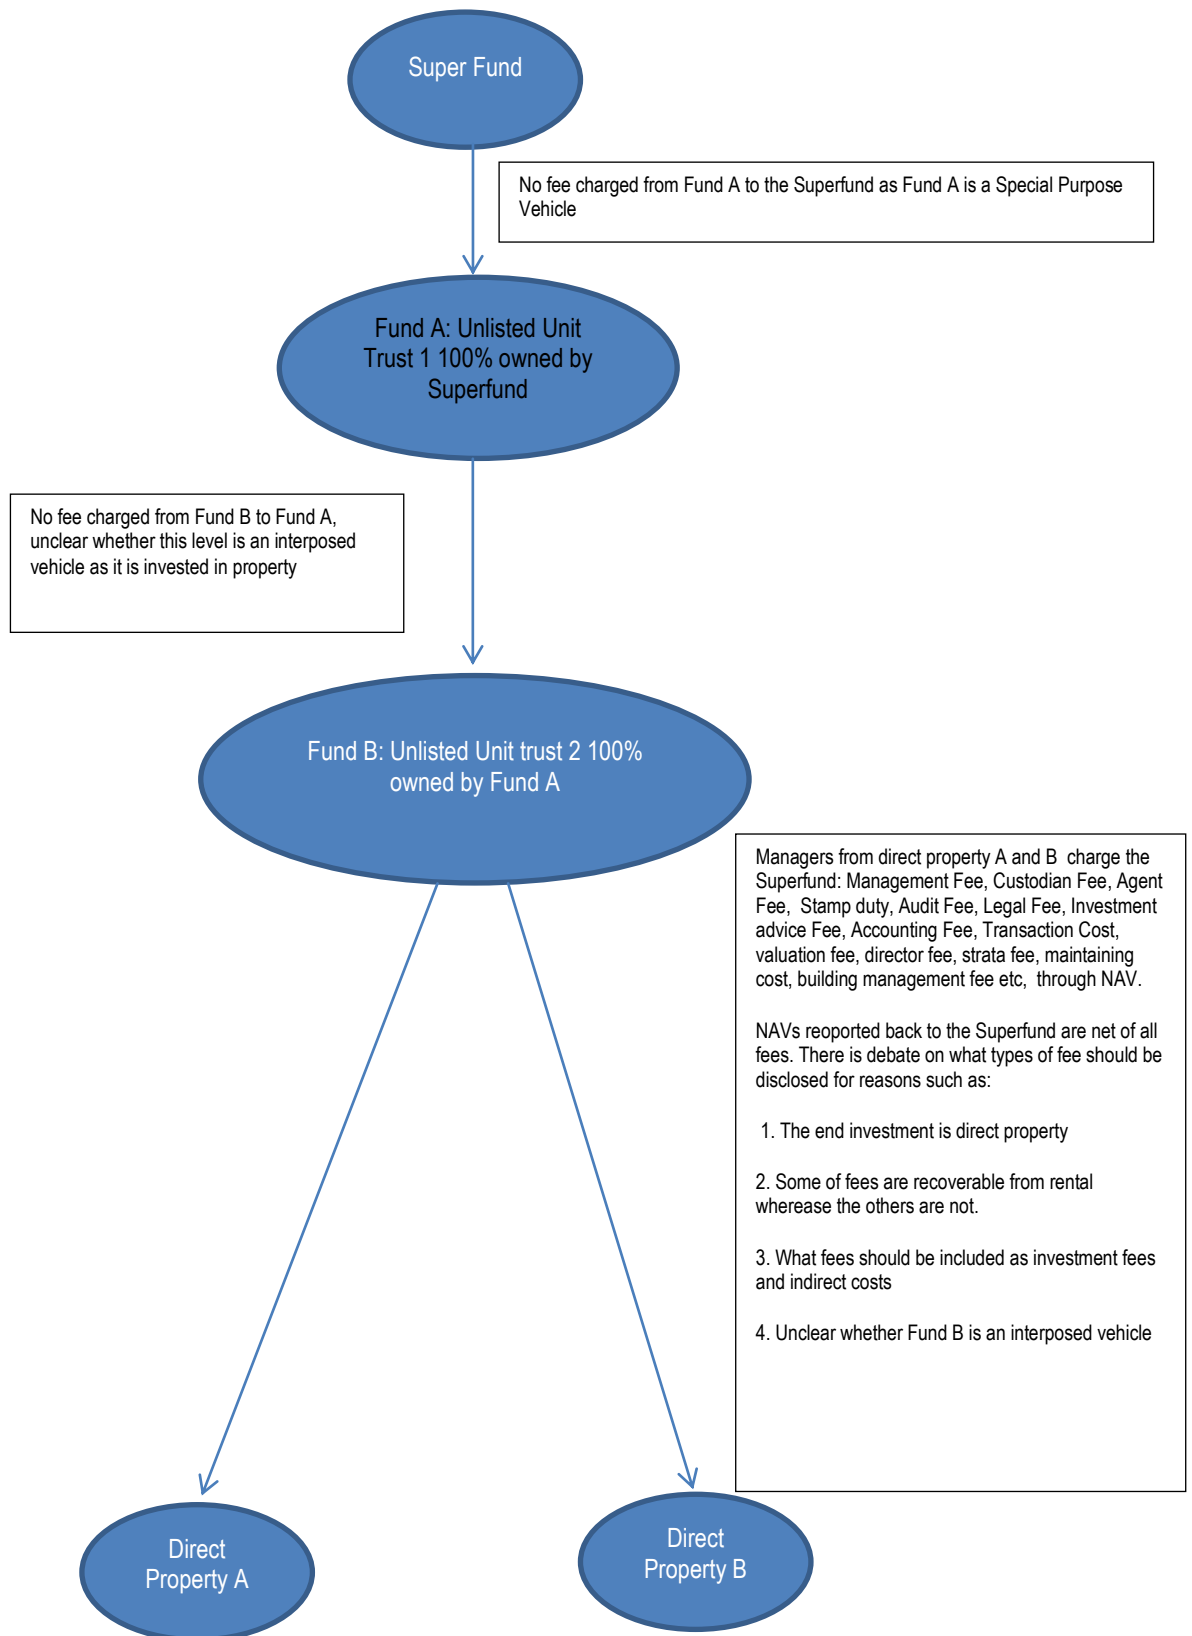 Super Fund
No fee charged from Fund A to the Superfund as Fund A is a Special Purpose
Vehicle
Fund A: Unlisted Unit
Trust 1 100% owned by
Superfund
No fee charged from Fund B to Fund A,
unclear whether this level is an interposed
vehicle as it is invested in property
Fund B: Unlisted Unit trust 2 100%
owned by Fund A
Managers from direct property A and B  charge the
Superfund: Management Fee, Custodian Fee, Agent
Fee,  Stamp duty, Audit Fee, Legal Fee, Investment
advice Fee, Accounting Fee, Transaction Cost,
valuation fee, director fee, strata fee, maintaining
cost, building management fee etc,  through NAV.
NAVs reoported back to the Superfund are net of all
fees. There is debate on what types of fee should be
disclosed for reasons such as:
1. The end investment is direct property
2. Some of fees are recoverable from rental
wherease the others are not.
3. What fees should be included as investment fees
and indirect costs
4. Unclear whether Fund B is an interposed vehicle
Direct
Property A
Direct
Property B